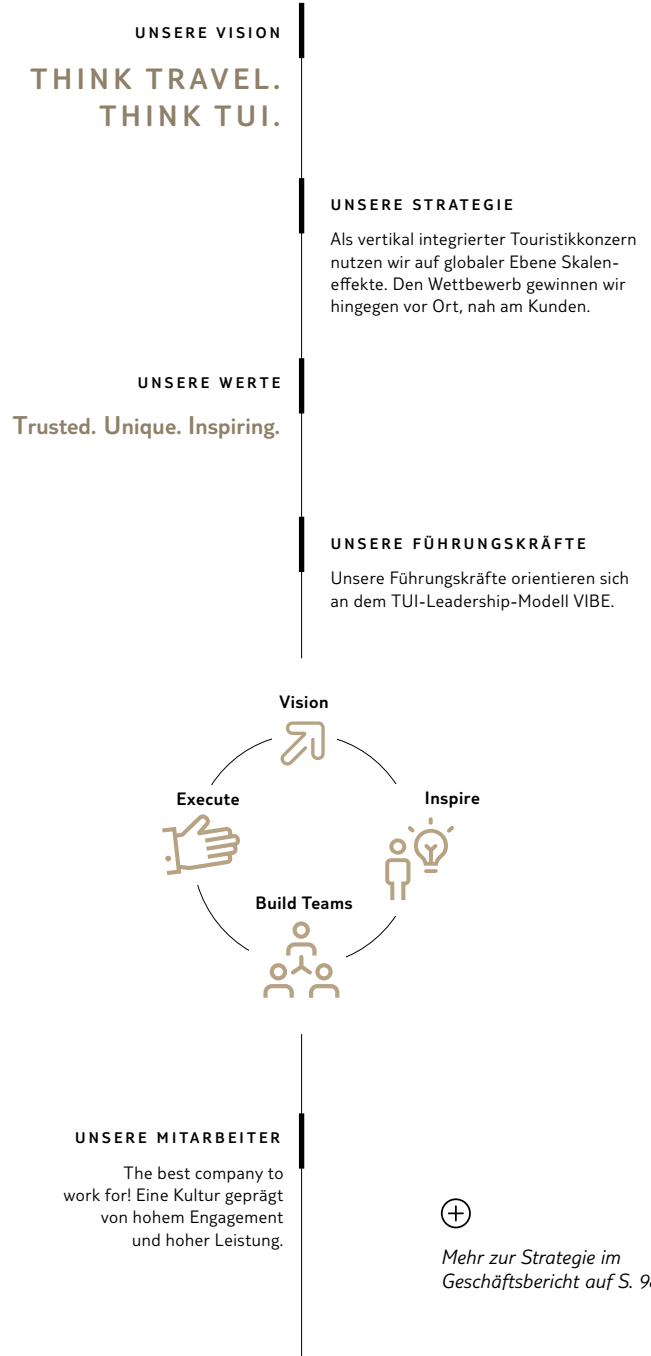 UNSERE VISION
THINK TRAVEL.
THINK TUI.
UNSERE STRATEGIE
Als vertikal integrierter Touristikkonzern
nutzen wir auf globaler Ebene Skalen-
effekte. Den Wettbewerb gewinnen wir
hingegen vor Ort, nah am Kunden.
UNSERE WERTE
Trusted. Unique. Inspiring.
UNSERE FÜHRUNGSKRÄFTE
Unsere Führungskräfte orientieren sich
an dem TUI-Leadership-Modell VIBE.
Vision
Execute
Inspire
Build Teams
UNSERE MITARBEITER
The best company to
work for! Eine Kultur geprägt
von hohem Engagement
und hoher Leistung.
Mehr zur Strategie im
Geschäftsbericht auf S.